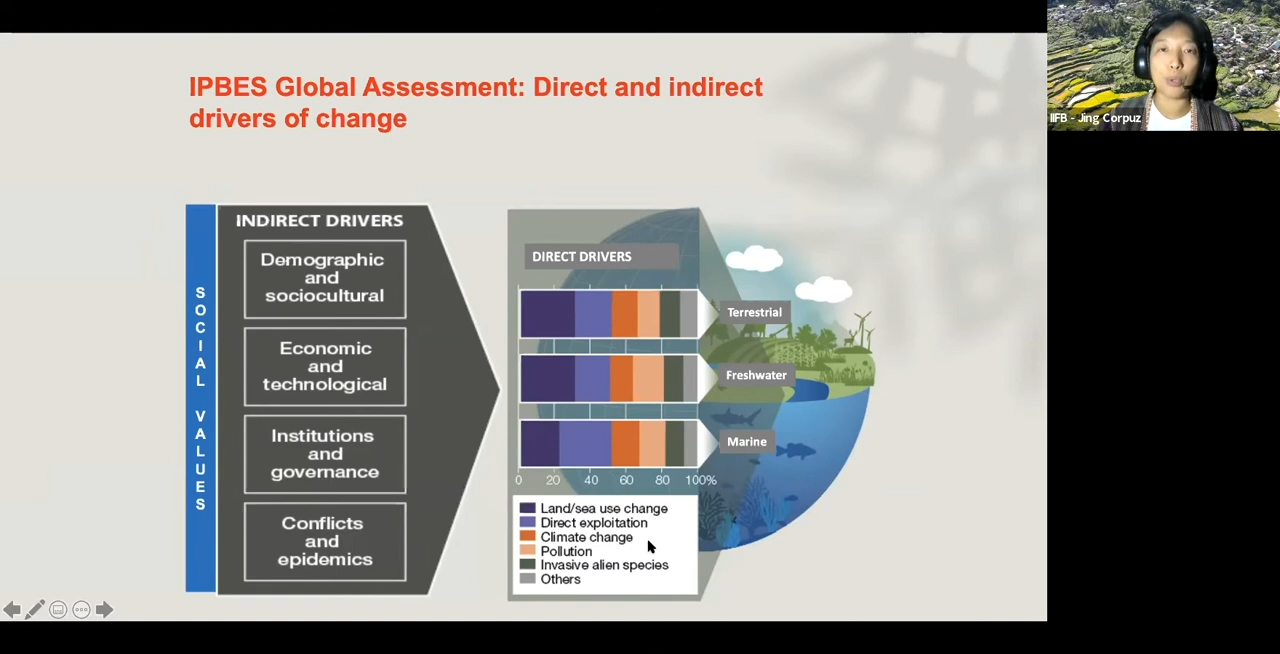 IPBES Global Assessment: Direct and indirect
drivers of change
SOCIAL VALUES
INDIRECT DRIVERS
Demographic
and
sociocultural
Economic
and
technological
Institutions
and
governance
Conflicts
and
epidemics
DIRECT DRIVERS
Terrestrial
Freshwater
Marine
0 20 40 60 80 100%
Land/sea use change
Direct exploitation
Climate change
Pollution
Invasive alien species
Others
IIFB - Jing Corpuz